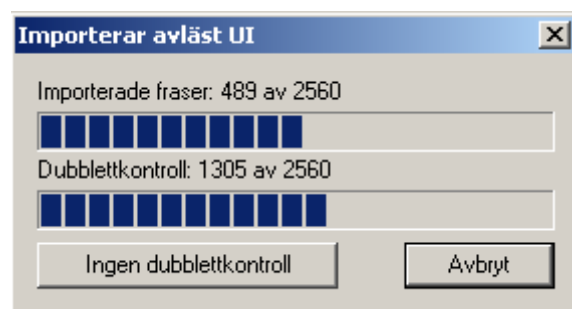 Importerar avläst UI
Importerade fraser: 489 av 2560
Dubblettkontroll: 1305 av 2560
Ingen dubblettkontroll
Avbryt